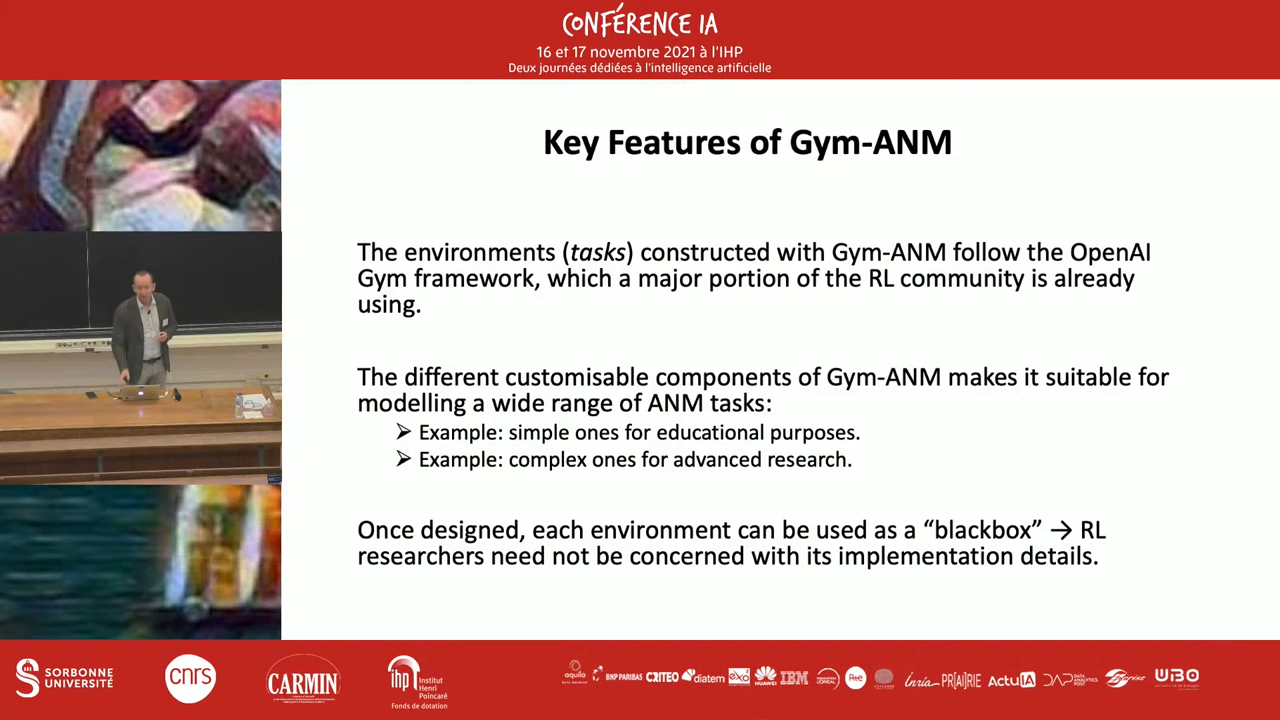 CONFÉRENCE IA
16 et 17 novembre 2021 à l'IHP
Deux journées dédiées à l'intelligence artificielle
Key Features of Gym-ANM
The environments (tasks) constructed with Gym-ANM follow the OpenAI
Gym framework, which a major portion of the RL community is already
using.
The different customisable components of Gym-ANM makes it suitable for
modelling a wide range of ANM tasks:
➢ Example: simple ones for educational purposes.
➢ Example: complex ones for advanced research.
Once designed, each environment can be used as a “blackbox” → RL
researchers need not be concerned with its implementation details.
SORBONNE
UNIVERSITÉ
cnrs
CARMIN
ihp
Institut
Henri
Poincaré
Fonds de dotation
aquila
BNP PARIBAS
CRITEO
diatem
exo
HUAWEI
IBM
Inria
PR[AI]RIE
ActuIA
DAP
UBO